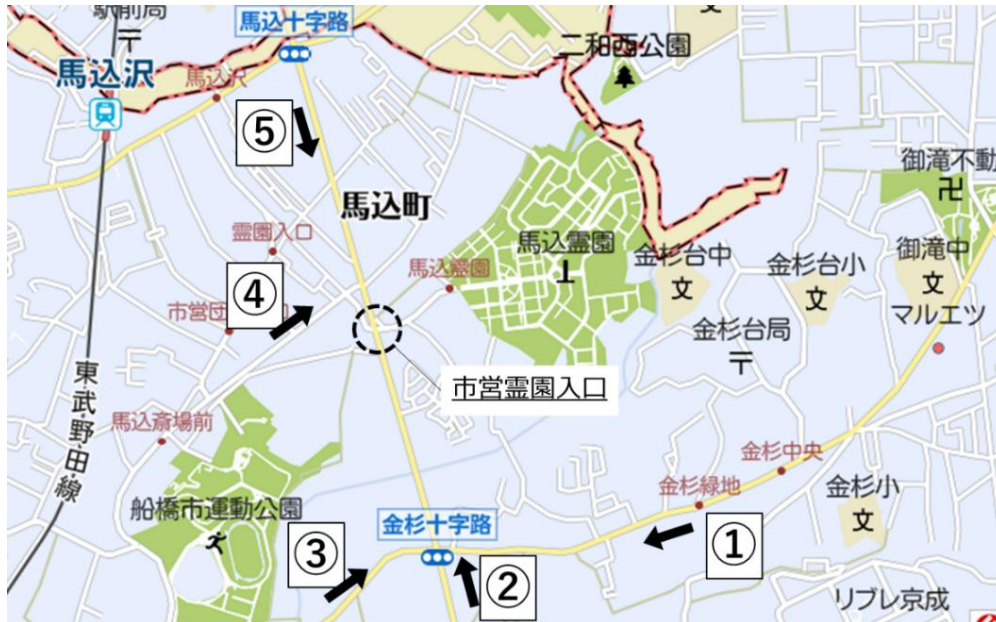 駅前局
馬込十字路
二和西公園
馬込沢
馬込沢
⑤
御滝不動
馬込町
霊園入口
馬込霊園
馬込霊園
金杉台中
文
金杉台小
文
御滝中
文
④
市営団
マルエツ
金杉台局
市営霊園入口
東武野田線
馬込斎場前
金杉中央
金杉緑地
金杉小
文
船橋市運動公園
金杉十字路
①
③
②
リブレ京成